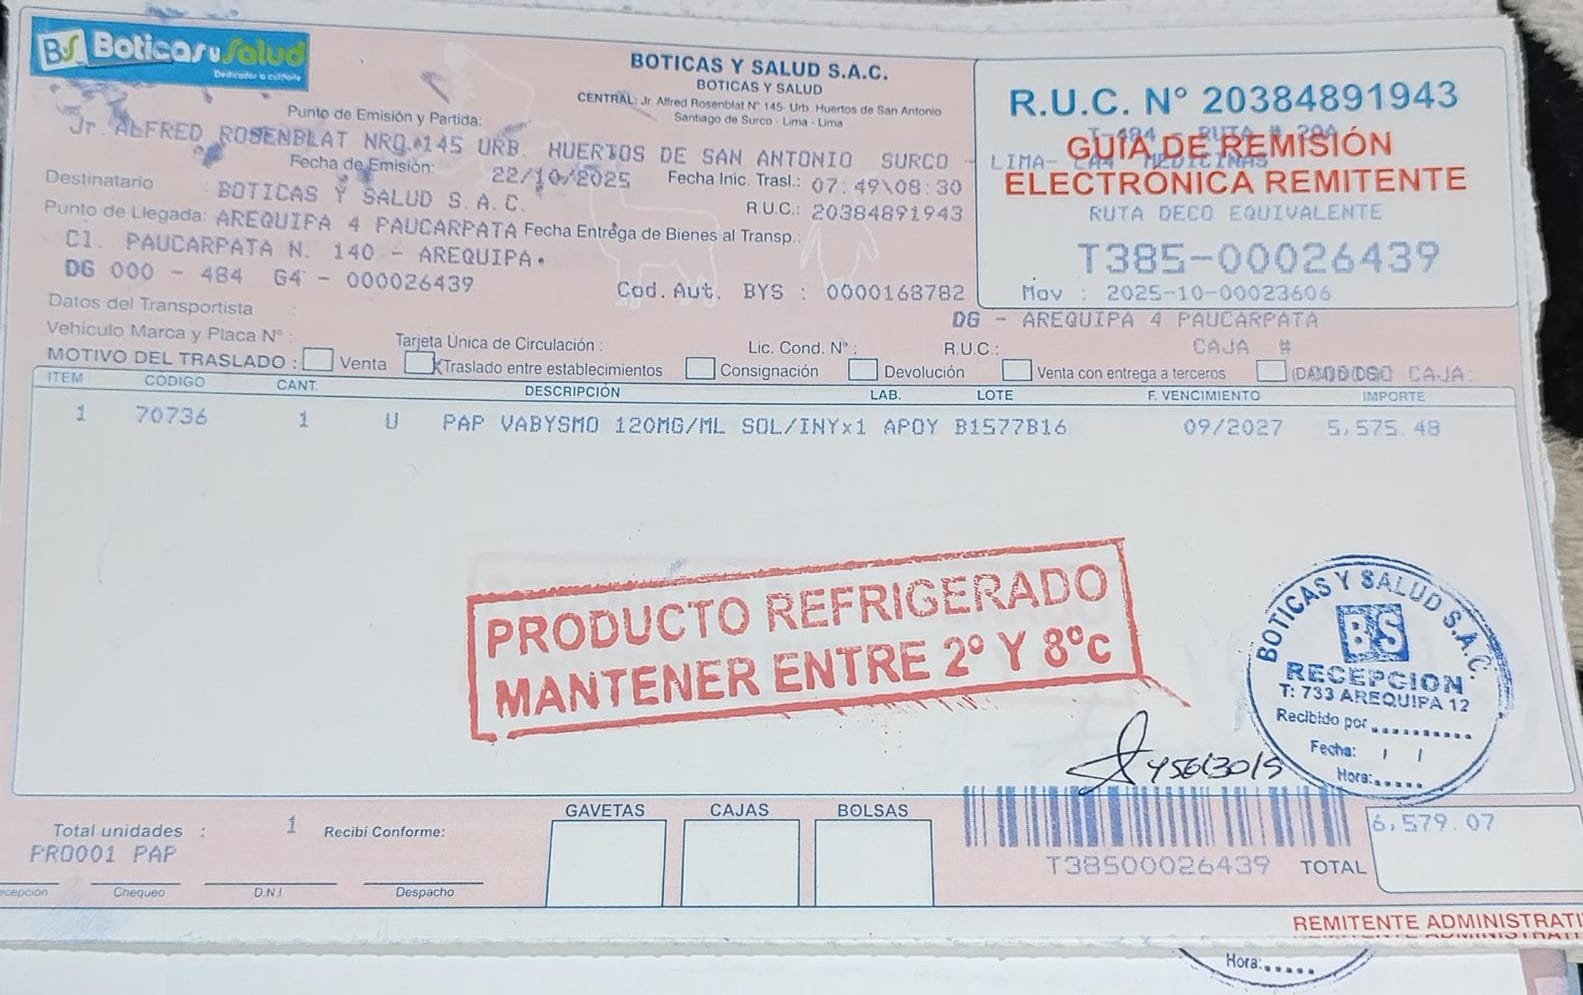 BS Boticas y Salud
Dedicados a cuidarte
BOTICAS Y SALUD S.A.C.
BOTICAS Y SALUD
CENTRAL: Jr. Alfred Rosenblat N° 145- Urb. Huertos de San Antonio
Santiago de Surco - Lima - Lima
R.U.C. N° 20384891943
GUÍA DE REMISIÓN
ELECTRÓNICA REMITENTE
RUTA DECO EQUIVALENTE
T385-00026439
Mov : 2025-10-00023606
Punto de Emisión y Partida:
Jr. ALFRED ROSENBLAT NRO.145 URB. HUERTOS DE SAN ANTONIO SURCO - LIMA-
Fecha de Emisión: 22/10/2025 Fecha Inic. Trasl.: 07:49\08:30
Destinatario BOTICAS Y SALUD S.A.C. R.U.C.: 20384891943
Punto de Llegada: AREQUIPA 4 PAUCARPATA Fecha Entrega de Bienes al Transp.:
Cl. PAUCARPATA N. 140 - AREQUIPA.
DG 000 - 484 G4 - 000026439
Cod. Aut. BYS : 0000168782
DG - AREQUIPA 4 PAUCARPATA
Datos del Transportista :
Vehículo Marca y Placa N° : Tarjeta Única de Circulación : Lic. Cond. N° : R.U.C.: CAJA #
MOTIVO DEL TRASLADO : Venta X Traslado entre establecimientos Consignación Devolución Venta con entrega a terceros CAJA:
ITEM CÓDIGO CANT. DESCRIPCIÓN LAB. LOTE F. VENCIMIENTO IMPORTE
1 70736 1 U PAP VABYSMO 120MG/ML SOL/INYx1 APOY B1577B16 09/2027 5,575.48
PRODUCTO REFRIGERADO
MANTENER ENTRE 2° Y 8°c
BOTICAS Y SALUD S.A.C.
BS
RECEPCION
T: 733 AREQUIPA 12
Recibido por ..........
Fecha: / /
Hora:......
GAVETAS CAJAS BOLSAS
Total unidades : 1 Recibí Conforme:
PRO001 PAP
6,579.07
T38500026439 TOTAL
Chequeo D.N.I Despacho
REMITENTE ADMINISTRATI
Hora:.....